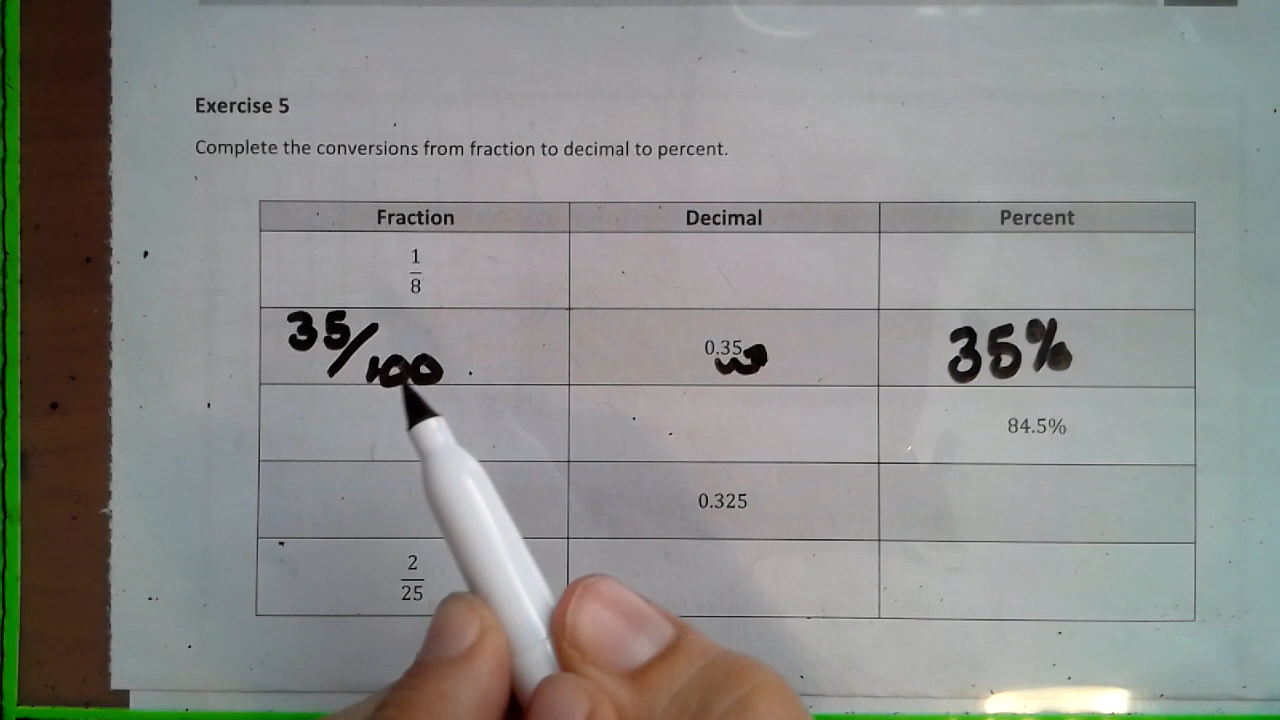 Exercise 5
Complete the conversions from fraction to decimal to percent.
Fraction Decimal Percent
1
8
35/100 0.35 35%
84.5%
0.325
2
25